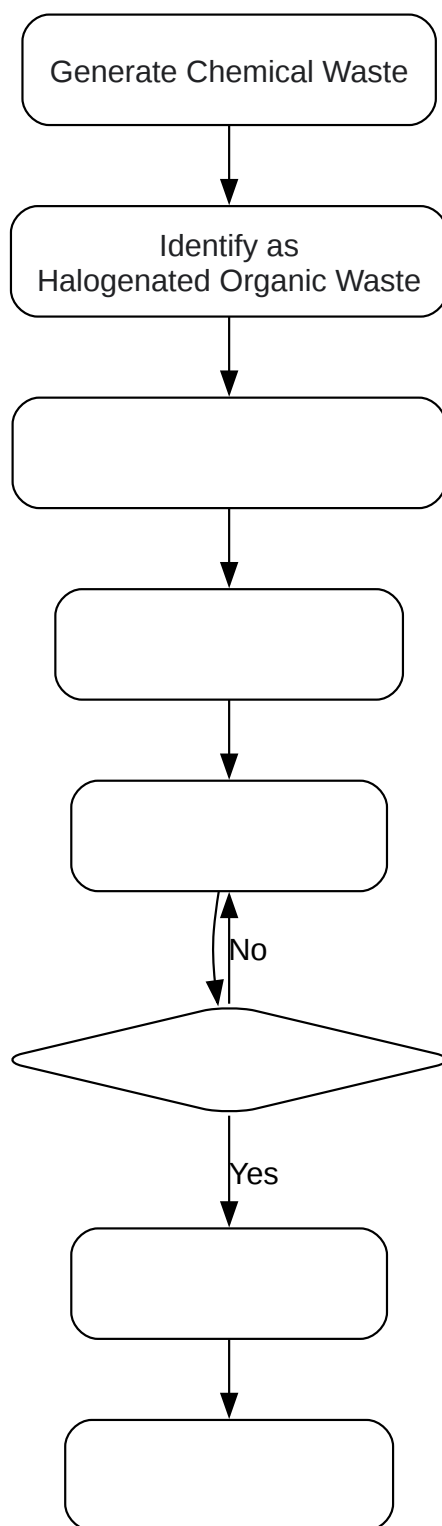 Generate Chemical Waste
Identify as
Halogenated Organic Waste
No
Yes